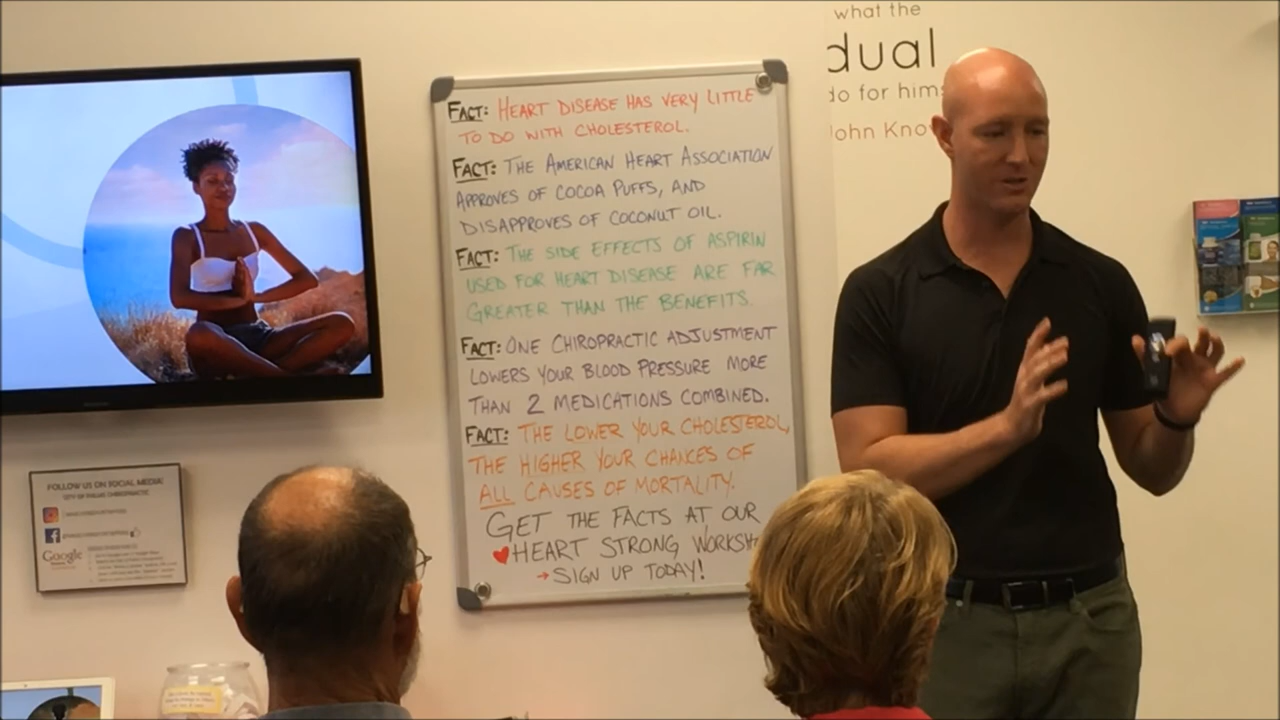 FACT: HEART DISEASE HAS VERY LITTLE
TO DO WITH CHOLESTEROL.
FACT: THE AMERICAN HEART ASSOCIATION
APPROVES OF COCOA PUFFS, AND
DISAPPROVES OF COCONUT OIL.
FACT: THE SIDE EFFECTS OF ASPIRIN
USED FOR HEART DISEASE ARE FAR
GREATER THAN THE BENEFITS.
FACT: ONE CHIROPRACTIC ADJUSTMENT
LOWERS YOUR BLOOD PRESSURE MORE
THAN 2 MEDICATIONS COMBINED.
FACT: THE LOWER YOUR CHOLESTEROL,
THE HIGHER YOUR CHANCES OF
ALL CAUSES OF MORTALITY.
GET THE FACTS AT OUR
HEART STRONG WORKSH
→ SIGN UP TODAY!
what the
dual
do for hims
John Kno
FOLLOW US ON SOCIAL MEDIA!
CHIROPRACTIC
Google